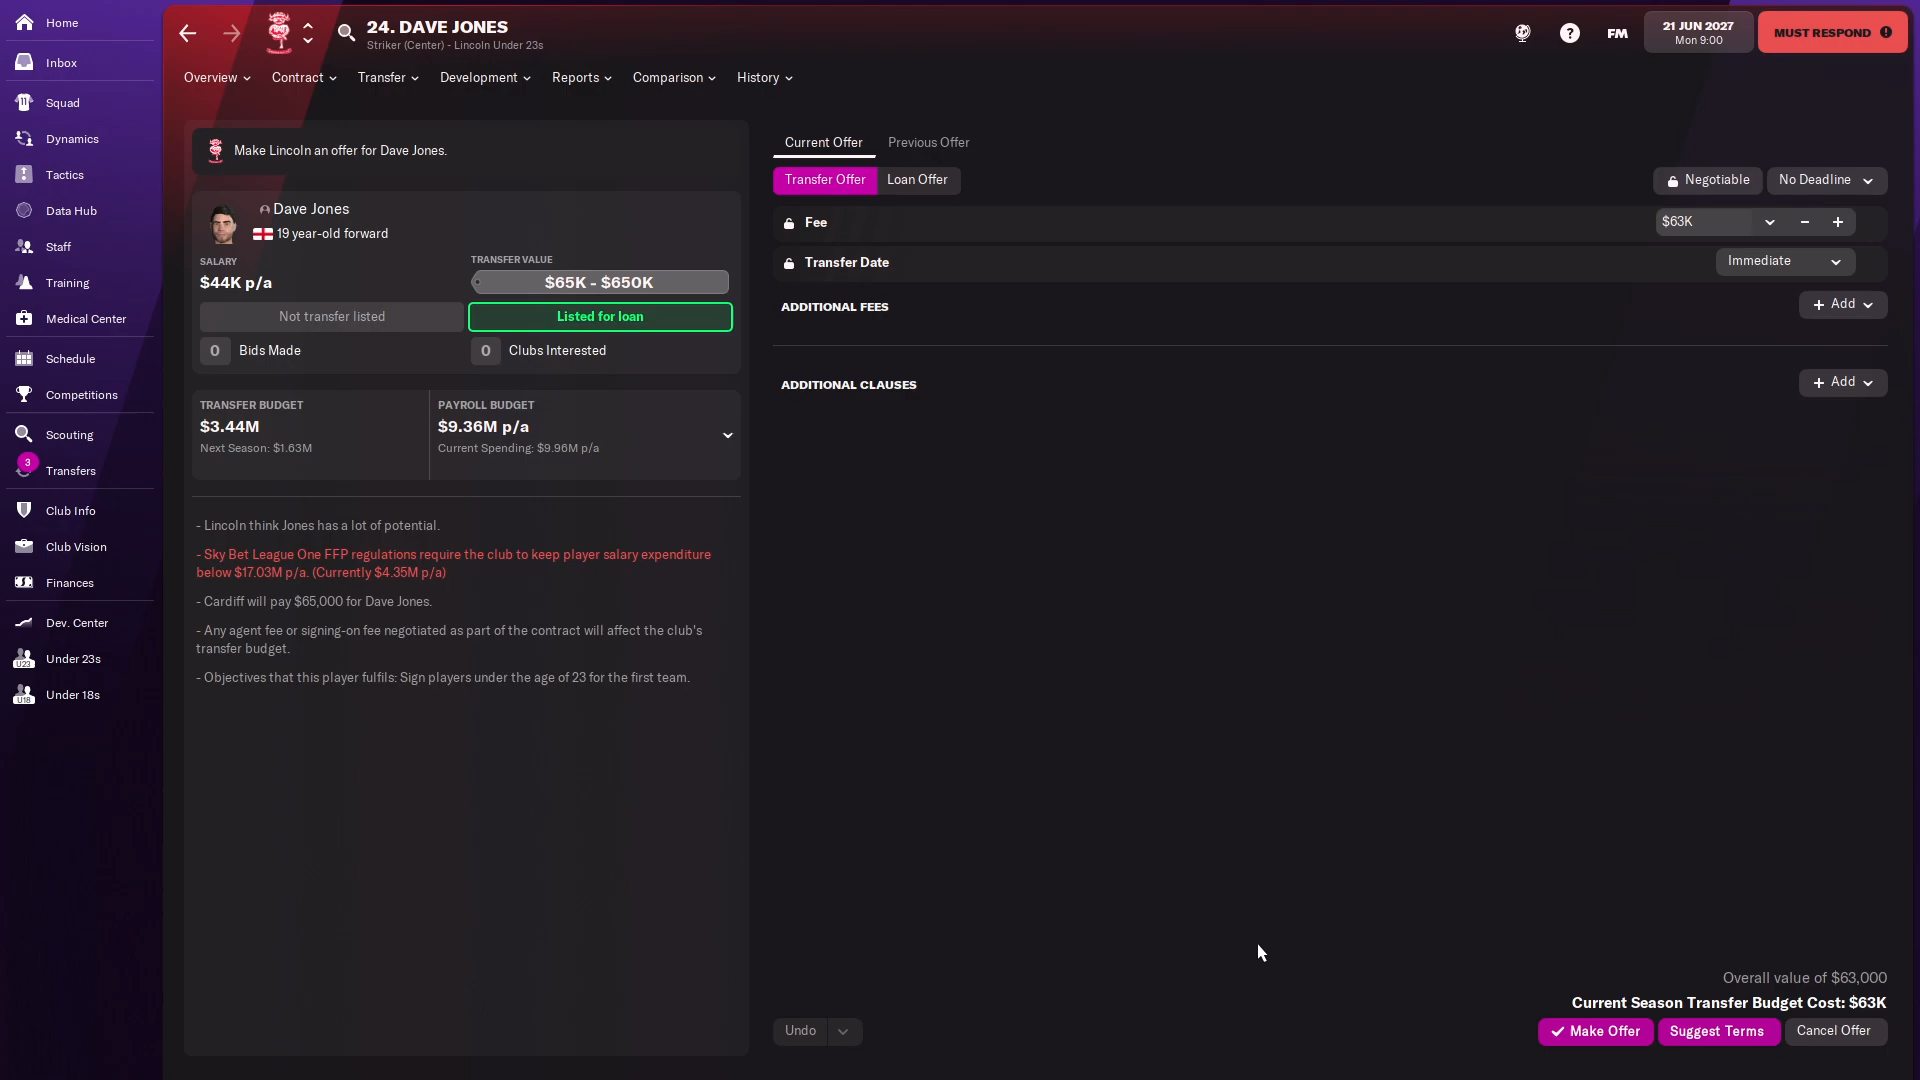 Home
Inbox
Squad
Dynamics
Tactics
Data Hub
Staff
Training
Medical Center
Schedule
Competitions
Scouting
3
Transfers
Club Info
Club Vision
Finances
Dev. Center
U23
Under 23s
U18
Under 18s
24. DAVE JONES
Striker (Center) - Lincoln Under 23s
FM
21 JUN 2027
Mon 9:00
MUST RESPOND
Overview
Contract
Transfer
Development
Reports
Comparison
History
Make Lincoln an offer for Dave Jones.
Dave Jones
19 year-old forward
SALARY
$44K p/a
TRANSFER VALUE
$65K - $650K
Not transfer listed
Listed for loan
0 Bids Made
0 Clubs Interested
TRANSFER BUDGET
$3.44M
Next Season: $1.63M
PAYROLL BUDGET
$9.36M p/a
Current Spending: $9.96M p/a
- Lincoln think Jones has a lot of potential.
- Sky Bet League One FFP regulations require the club to keep player salary expenditure
below $17.03M p/a. (Currently $4.35M p/a)
- Cardiff will pay $65,000 for Dave Jones.
- Any agent fee or signing-on fee negotiated as part of the contract will affect the club's
transfer budget.
- Objectives that this player fulfils: Sign players under the age of 23 for the first team.
Current Offer
Previous Offer
Transfer Offer
Loan Offer
Negotiable
No Deadline
Fee
$63K
Transfer Date
Immediate
ADDITIONAL FEES
+ Add
ADDITIONAL CLAUSES
+ Add
Overall value of $63,000
Current Season Transfer Budget Cost: $63K
Undo
Make Offer
Suggest Terms
Cancel Offer